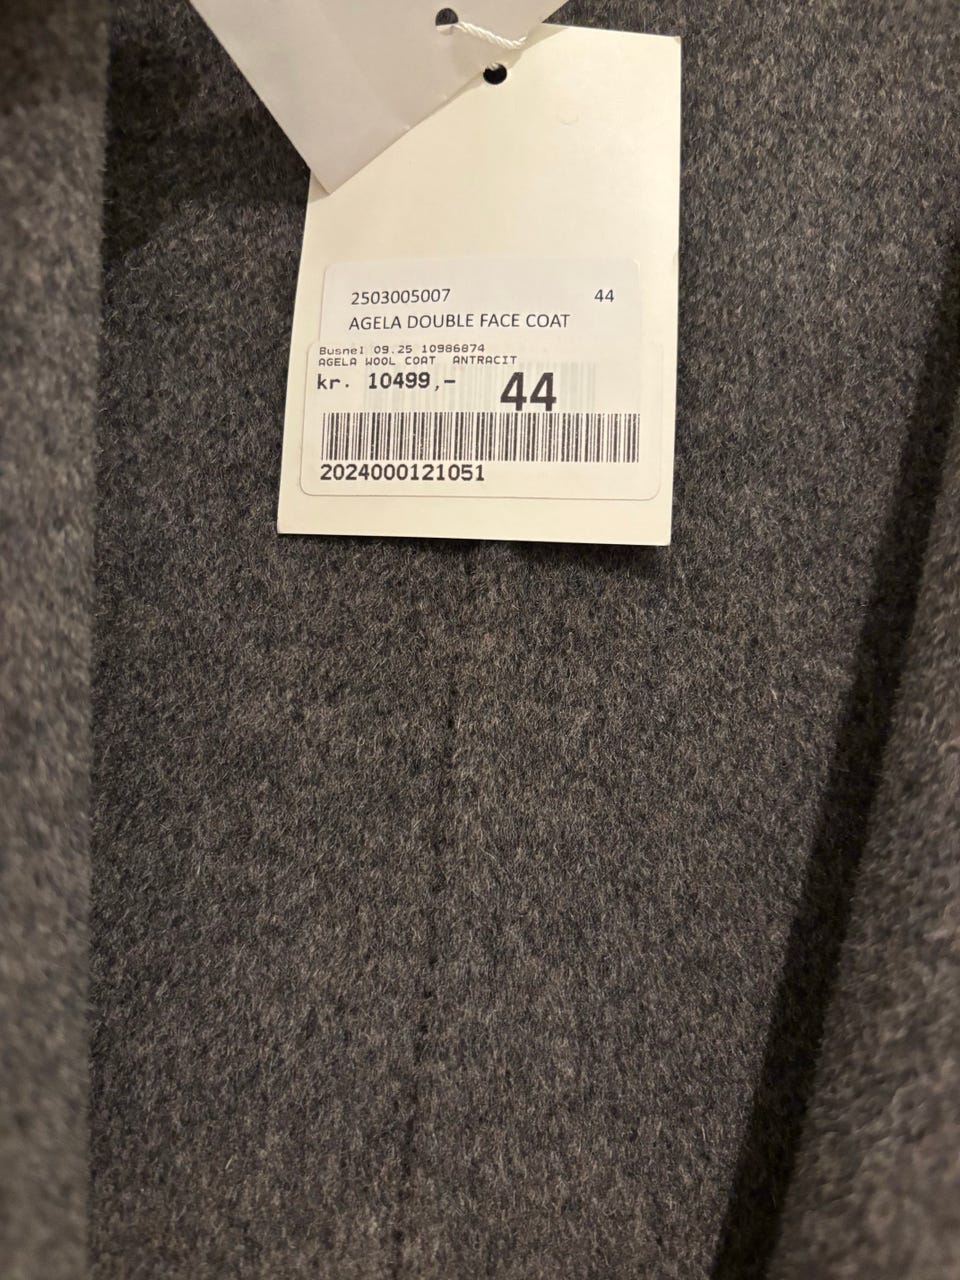 2503005007 44
AGELA DOUBLE FACE COAT
Busnel 09.25 10986874
AGELA WOOL COAT ANTRACIT
kr. 10499,- 44
2024000121051